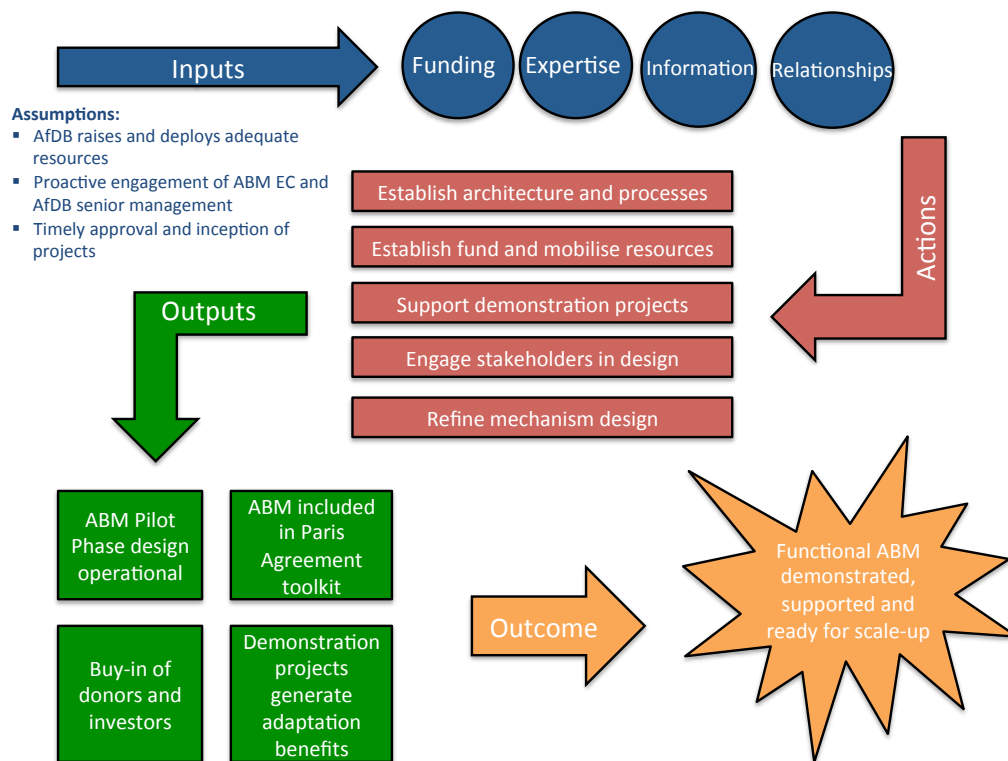 Inputs
Funding
Expertise
Information
Relationships
Assumptions:
▪ AfDB raises and deploys adequate
resources
▪ Proactive engagement of ABM EC and
AfDB senior management
▪ Timely approval and inception of
projects
Actions
Establish architecture and processes
Establish fund and mobilise resources
Support demonstration projects
Engage stakeholders in design
Refine mechanism design
Outputs
ABM Pilot
Phase design
operational
ABM included
in Paris
Agreement
toolkit
Buy-in of
donors and
investors
Demonstration
projects
generate
adaptation
benefits
Outcome
Functional ABM
demonstrated,
supported and
ready for scale-up